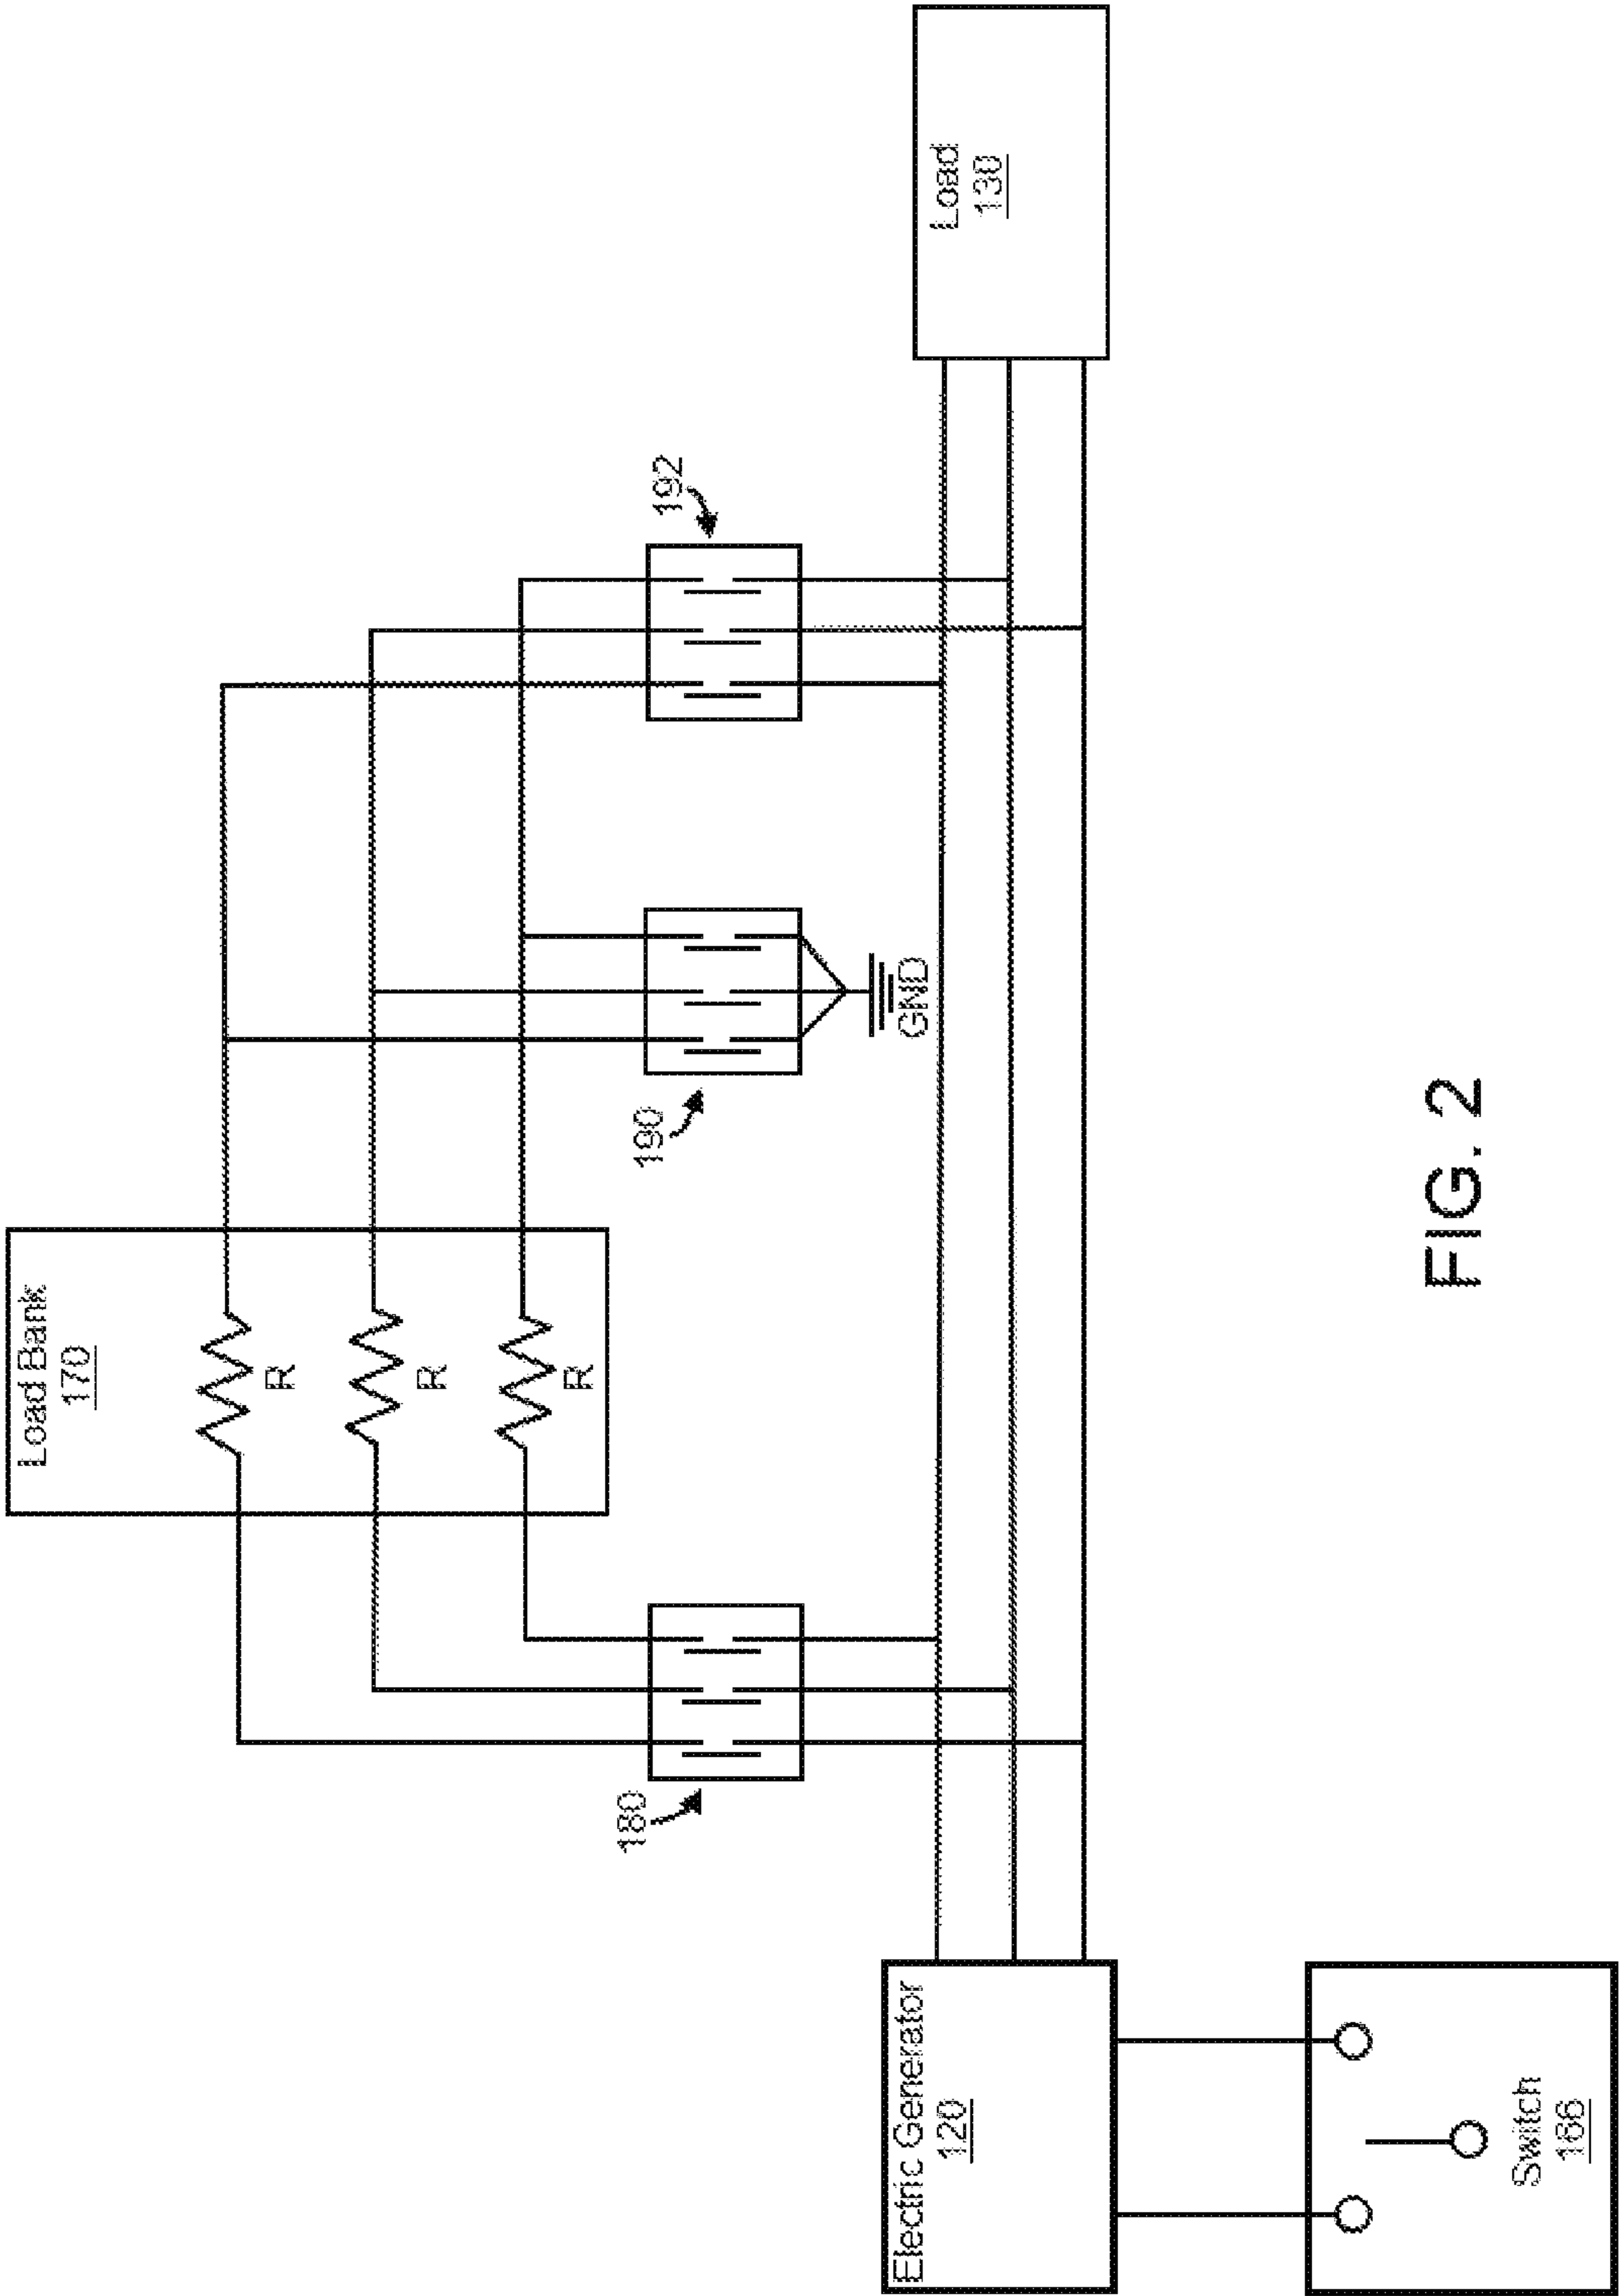 Load Bank
170
R
R
R
180
190
192
Electric Generator
120
GND
Load
130
Switch
166
FIG. 2